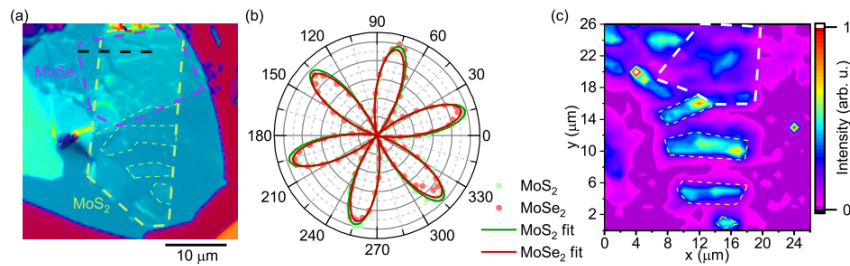 (a)
MoSe2
MoS2
10 μm
(b)
90
60
30
0
330
300
270
240
210
180
150
120
MoS2
MoSe2
MoS2 fit
MoSe2 fit
(c)
y (μm)
26
24
22
20
18
16
14
12
10
8
6
4
2
0 4 8 12 16 20 24
x (μm)
1
Intensity (arb. u.)
0